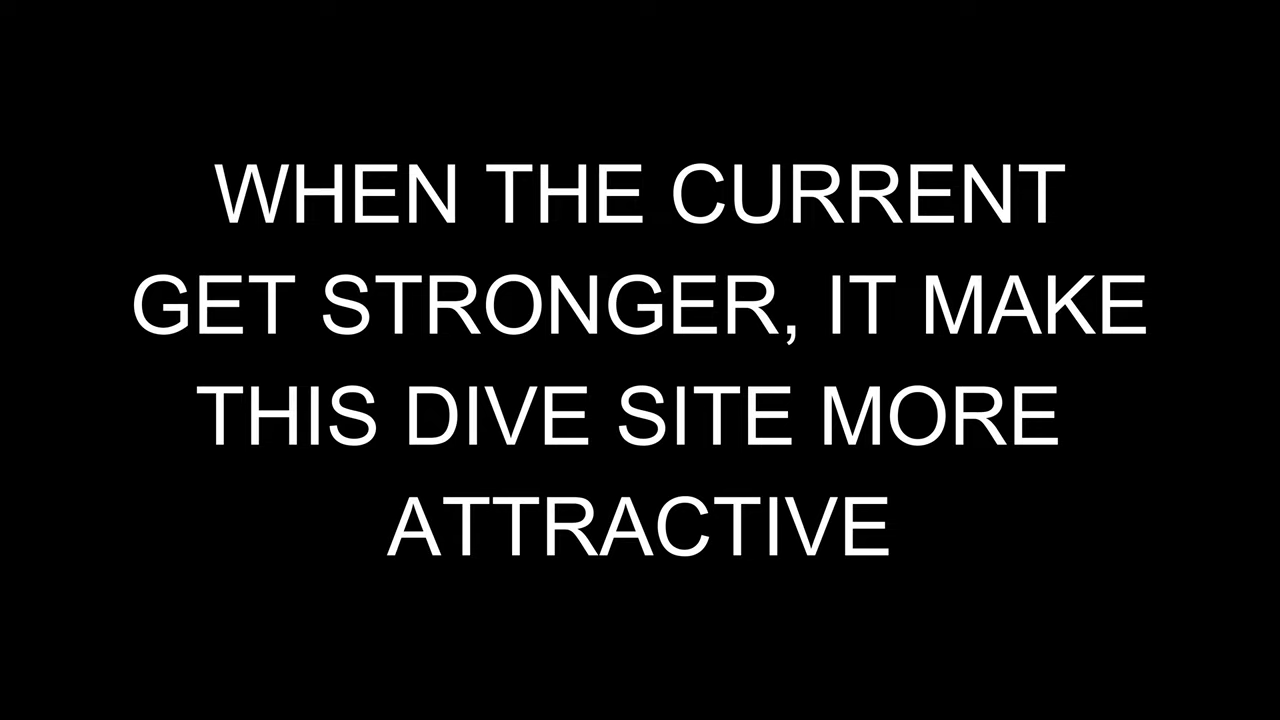 WHEN THE CURRENT
GET STRONGER, IT MAKE
THIS DIVE SITE MORE
ATTRACTIVE